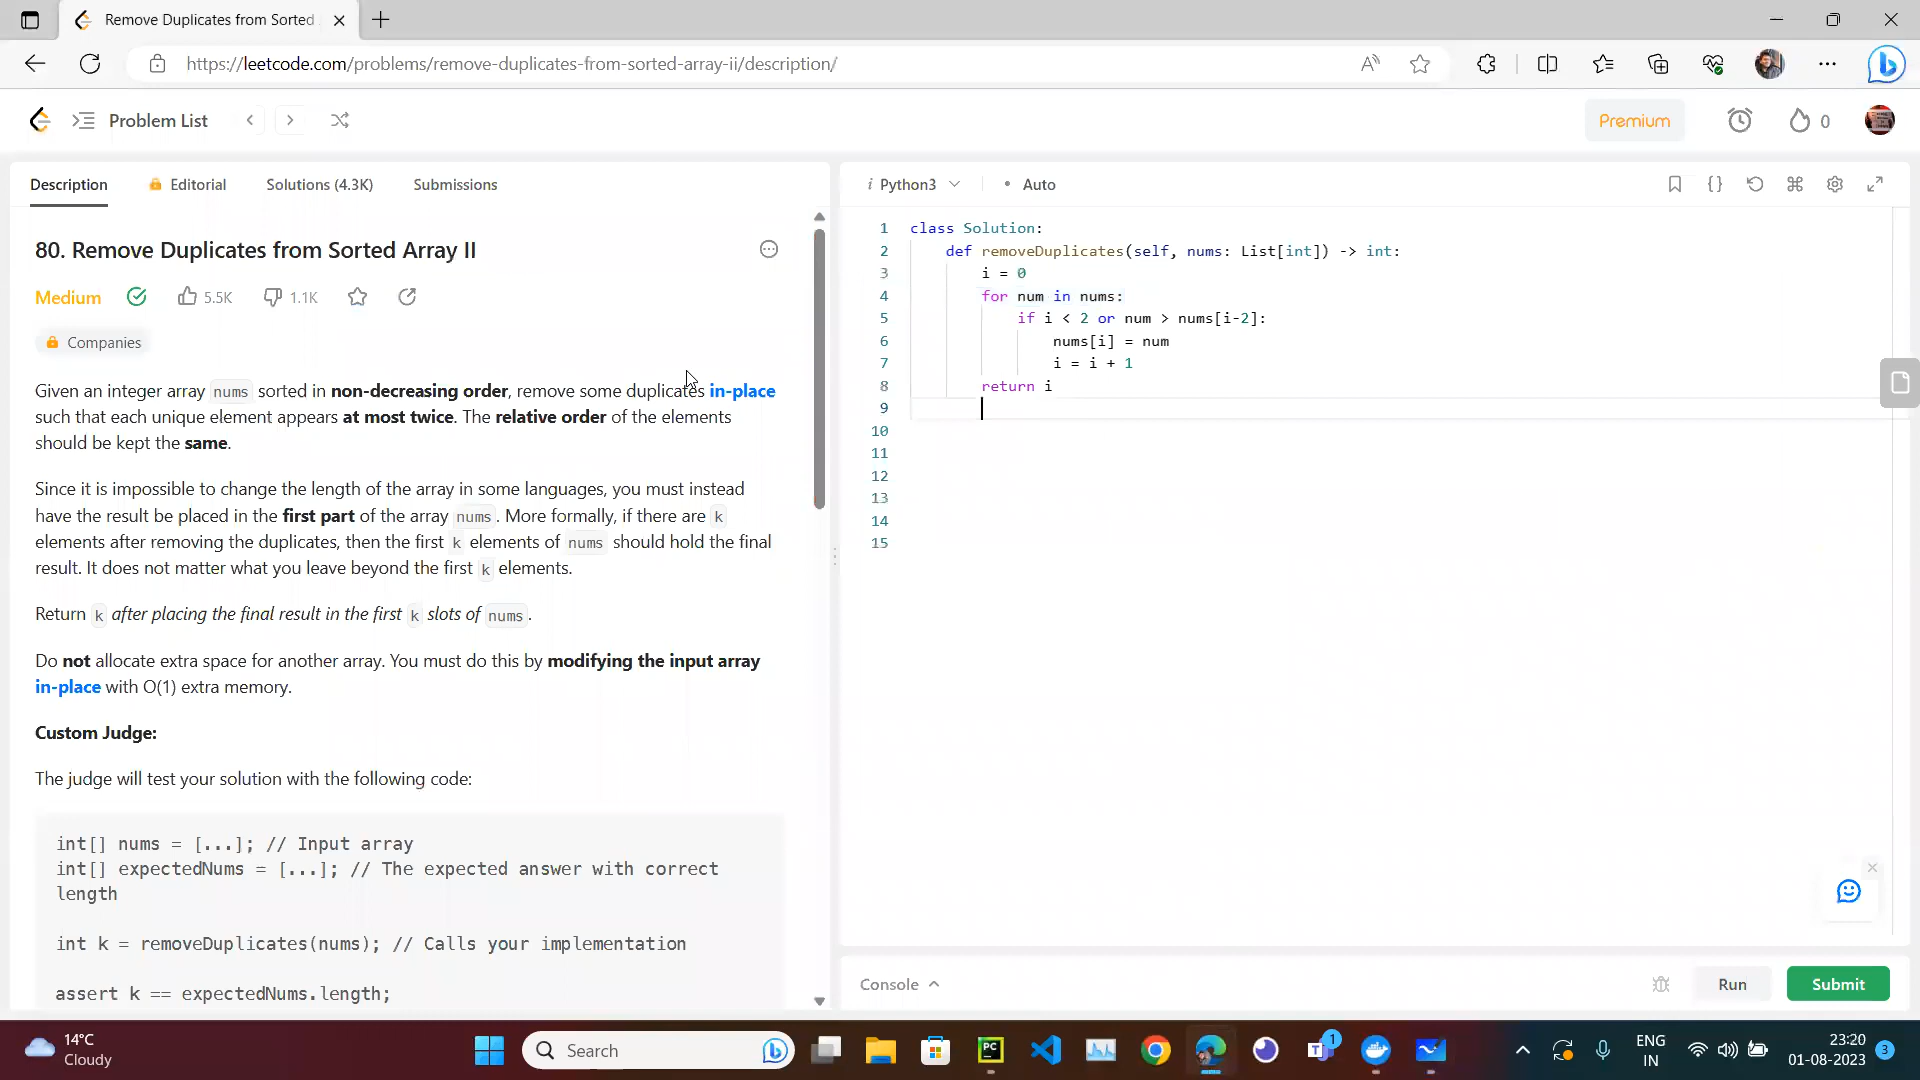 Remove Duplicates from Sorted
https://leetcode.com/problems/remove-duplicates-from-sorted-array-ii/description/
Problem List
Premium
0
Description
Editorial
Solutions (4.3K)
Submissions
80. Remove Duplicates from Sorted Array II
Medium
5.5K
1.1K
Companies
Given an integer array nums sorted in non-decreasing order, remove some duplicates in-place
such that each unique element appears at most twice. The relative order of the elements
should be kept the same.
Since it is impossible to change the length of the array in some languages, you must instead
have the result be placed in the first part of the array nums. More formally, if there are k
elements after removing the duplicates, then the first k elements of nums should hold the final
result. It does not matter what you leave beyond the first k elements.
Return k after placing the final result in the first k slots of nums.
Do not allocate extra space for another array. You must do this by modifying the input array
in-place with O(1) extra memory.
Custom Judge:
The judge will test your solution with the following code:
int[] nums = [...]; // Input array
int[] expectedNums = [...]; // The expected answer with correct
length
int k = removeDuplicates(nums); // Calls your implementation
assert k == expectedNums.length;
i Python3
• Auto
1 class Solution:
2 def removeDuplicates(self, nums: List[int]) -> int:
3 i = 0
4 for num in nums:
5 if i < 2 or num > nums[i-2]:
6 nums[i] = num
7 i = i + 1
8 return i
9
10
11
12
13
14
15
Console
Run
Submit
14°C
Cloudy
Search
PC
T
1
ENG
IN
23:20
01-08-2023
3